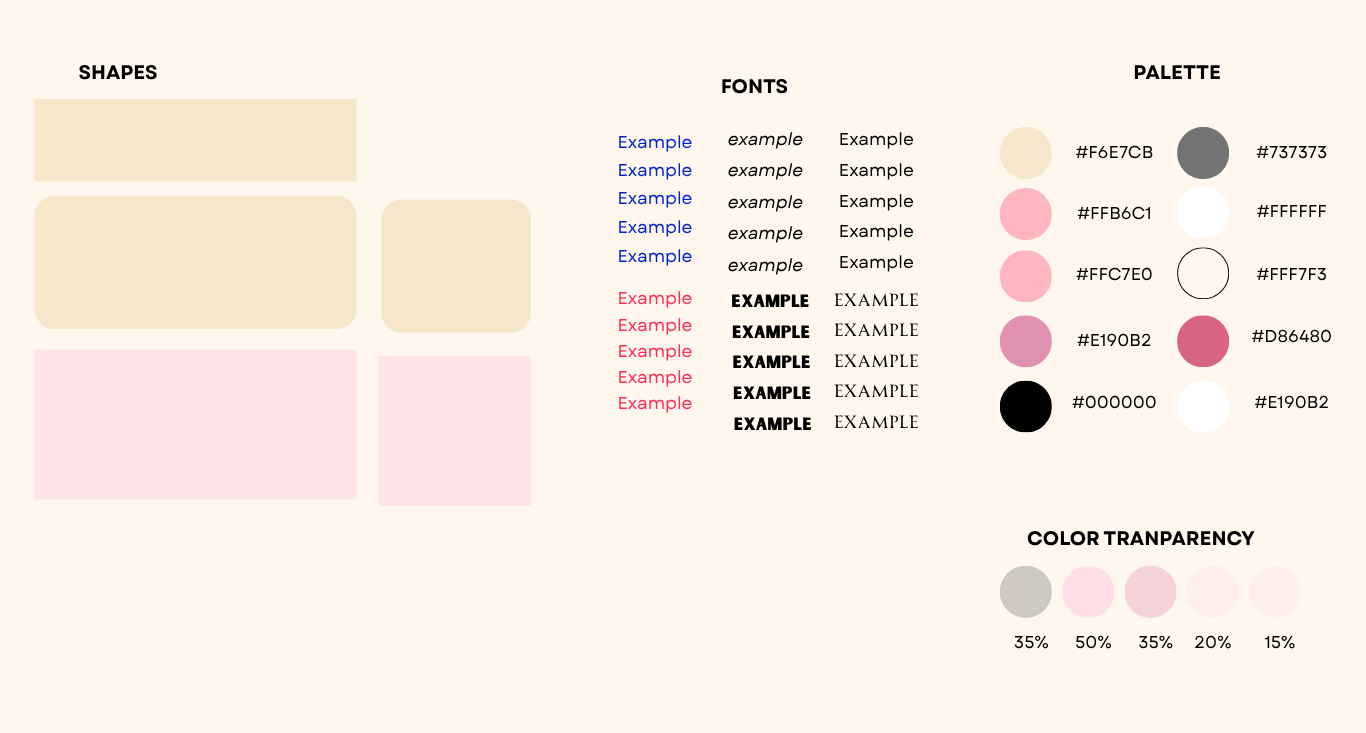 SHAPES
FONTS
Example
Example
Example
Example
Example
Example
Example
Example
Example
Example
example
example
example
example
example
EXAMPLE
EXAMPLE
EXAMPLE
EXAMPLE
EXAMPLE
Example
Example
Example
Example
Example
EXAMPLE
EXAMPLE
EXAMPLE
EXAMPLE
EXAMPLE
PALETTE
#F6E7CB
#FFB6C1
#FFC7E0
#E190B2
#000000
#737373
#FFFFFF
#FFF7F3
#D86480
#E190B2
COLOR TRANPARENCY
35% 50% 35% 20% 15%